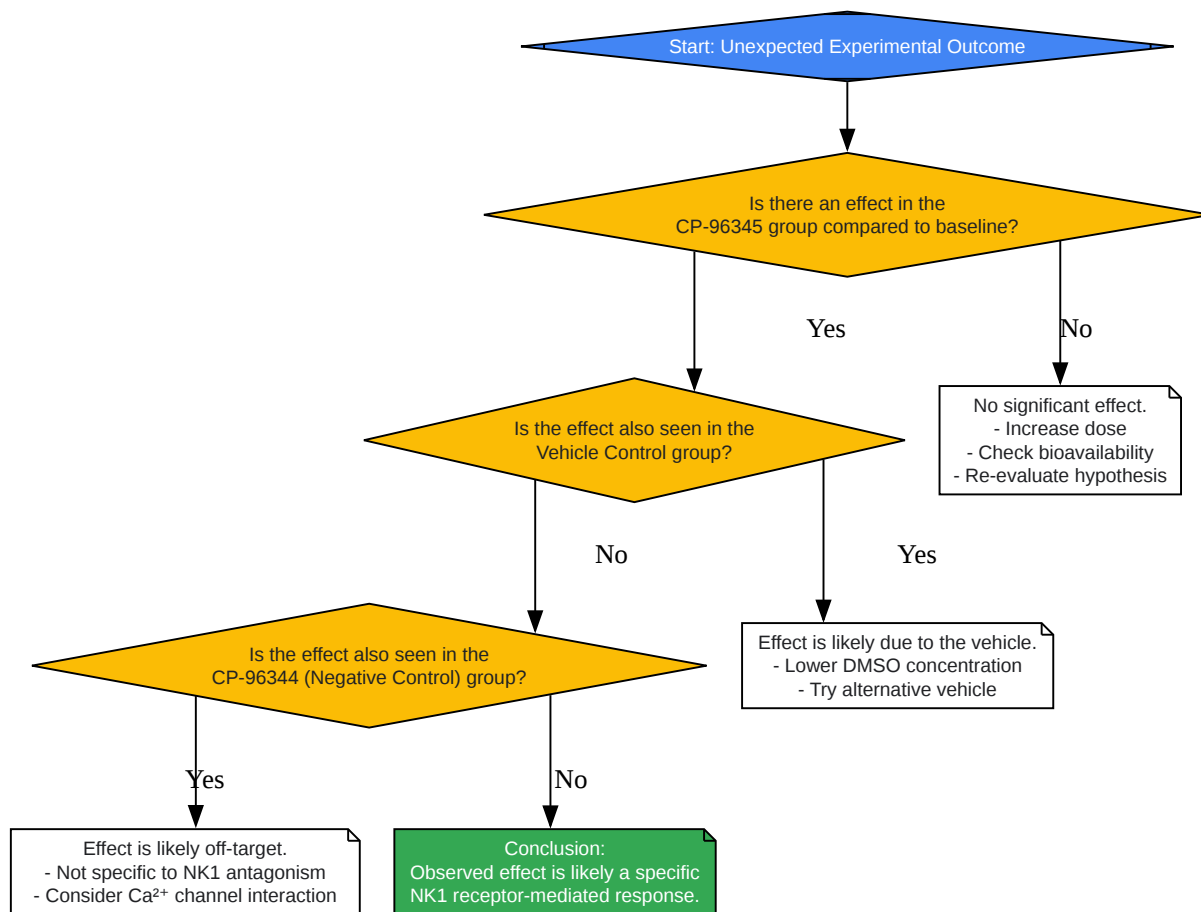 Start: Unexpected Experimental Outcome
Is there an effect in the
CP-96345 group compared to baseline?
Yes
No
No significant effect.
- Increase dose
- Check bioavailability
- Re-evaluate hypothesis
Is the effect also seen in the
Vehicle Control group?
No
Yes
Effect is likely due to the vehicle.
- Lower DMSO concentration
- Try alternative vehicle
Is the effect also seen in the
CP-96344 (Negative Control) group?
Yes
No
Effect is likely off-target.
- Not specific to NK1 antagonism
- Consider Ca²⁺ channel interaction
Conclusion:
Observed effect is likely a specific
NK1 receptor-mediated response.